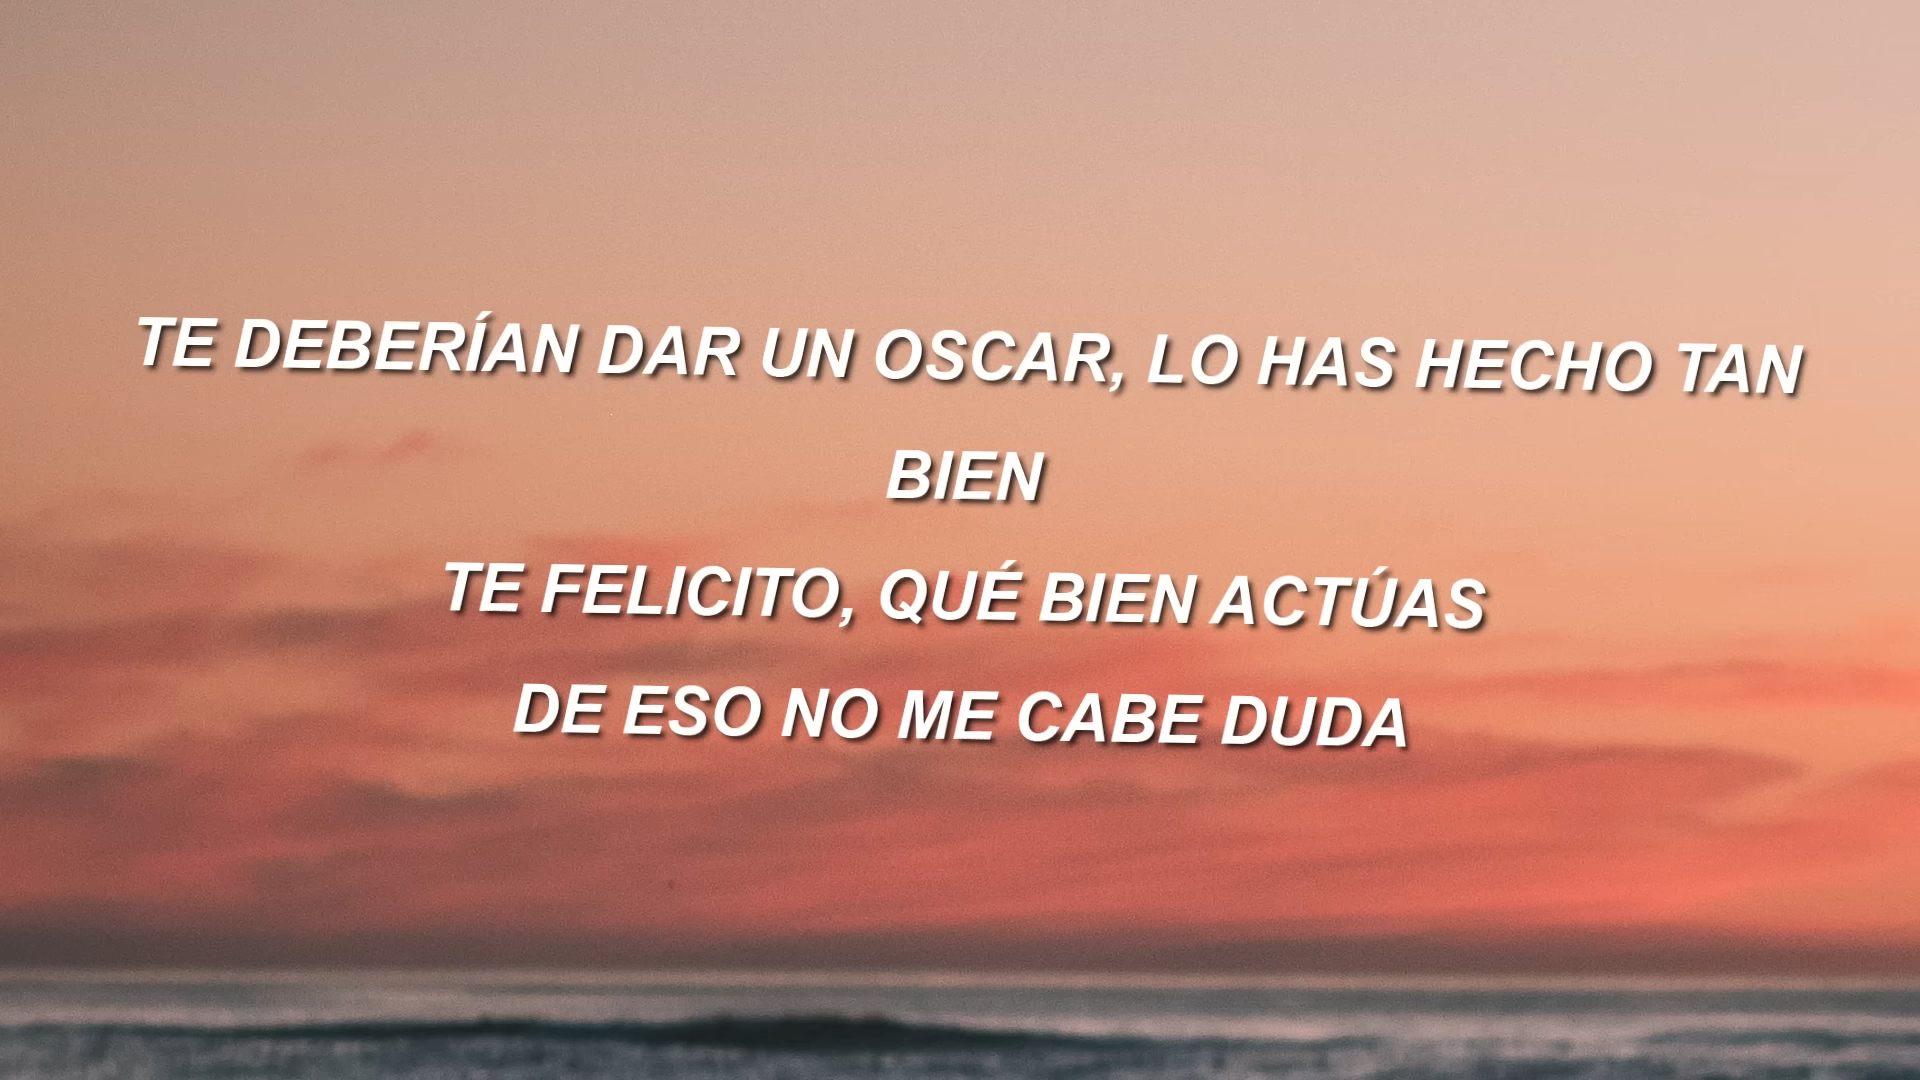 TE DEBERÍAN DAR UN OSCAR, LO HAS HECHO TAN
BIEN
TE FELICITO, QUÉ BIEN ACTÚAS
DE ESO NO ME CABE DUDA